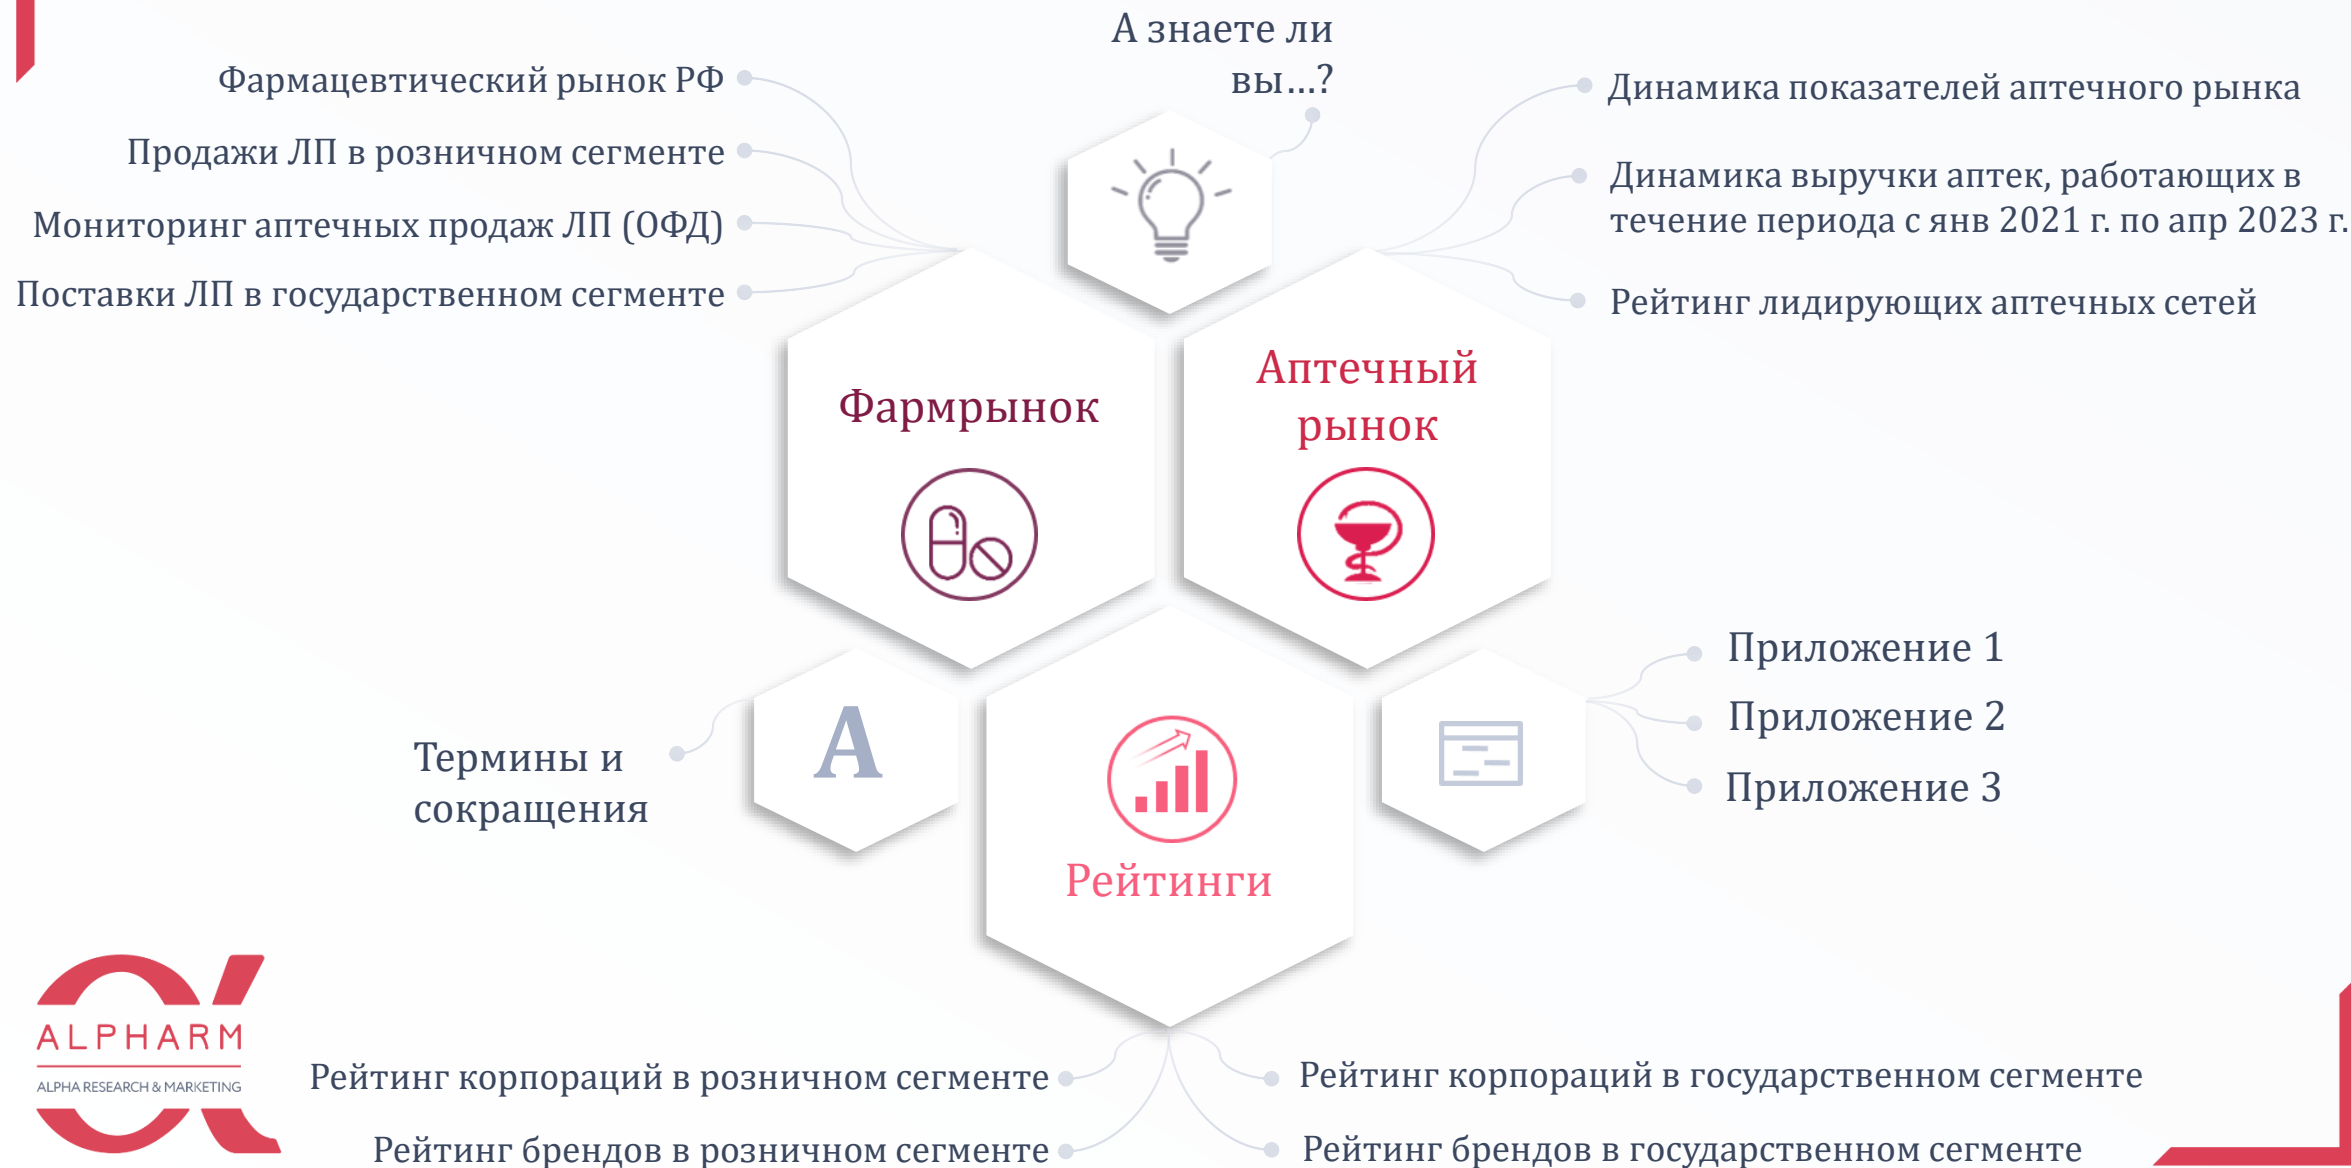 А знаете ли
вы...?
Фармацевтический рынок РФ
Продажи ЛП в розничном сегменте
Мониторинг аптечных продаж ЛП (ОФД)
Поставки ЛП в государственном сегменте
Динамика показателей аптечного рынка
Динамика выручки аптек, работающих в
течение периода с янв 2021 г. по апр 2023 г.
Рейтинг лидирующих аптечных сетей
Фармрынок
Аптечный
рынок
Термины и
сокращения
А
Рейтинги
Приложение 1
Приложение 2
Приложение 3
ALPHARM
ALPHA RESEARCH & MARKETING
Рейтинг корпораций в розничном сегменте
Рейтинг брендов в розничном сегменте
Рейтинг корпораций в государственном сегменте
Рейтинг брендов в государственном сегменте